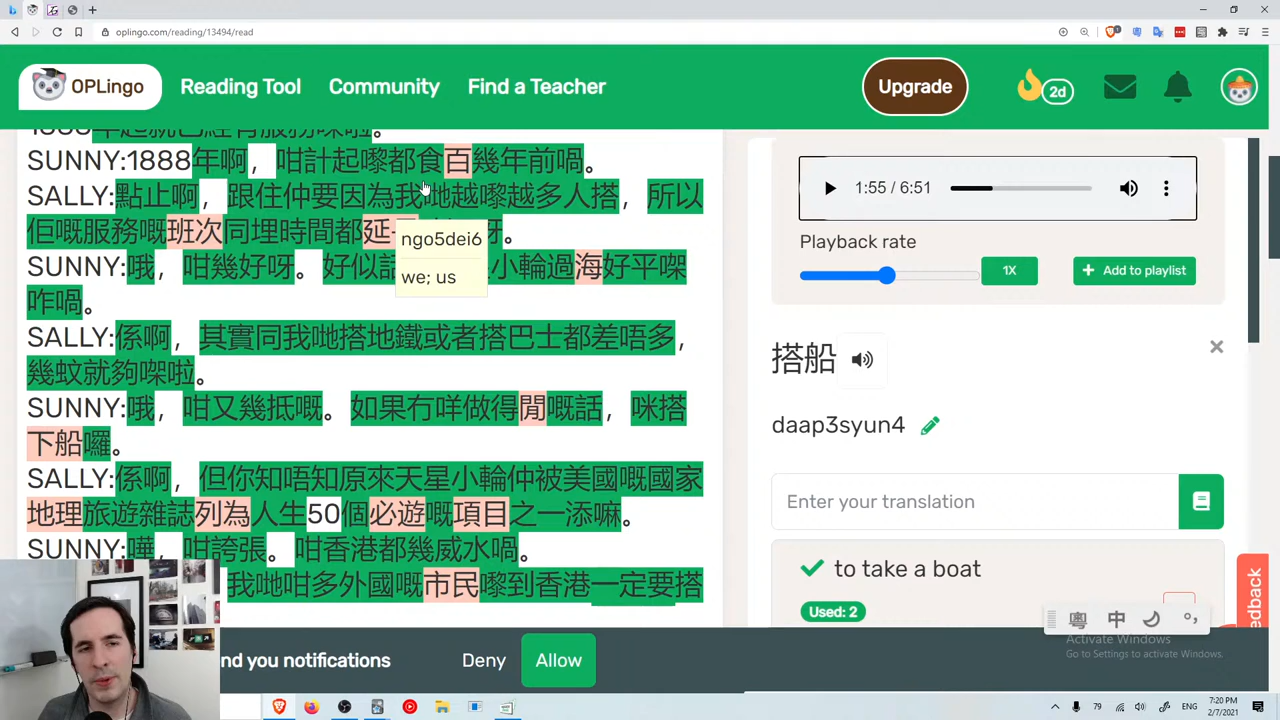 oplingo.com/reading/13494/read
OPLingo
Reading Tool
Community
Find a Teacher
Upgrade
2d
SUNNY:1888年啊，咁計起嚟都食百幾年前喎。
SALLY:點止啊，跟住仲要因為我哋越嚟越多人搭，所以
佢嘅服務嘅班次同埋時間都延
呀。
ngo5dei6
we; us
SUNNY:哦，咁幾好呀。好似
小輪過海好平㗎
咋喎。
SALLY:係啊，其實同我哋搭地鐵或者搭巴士都差唔多，
幾蚊就夠㗎啦。
SUNNY:哦，咁又幾抵嘅。如果冇咩做得閒嘅話，咪搭
下船囉。
SALLY:係啊，但你知唔知原來天星小輪仲被美國嘅國家
地理旅遊雜誌列為人生50個必遊嘅項目之一添嘛。
SUNNY:嘩，咁誇張。咁香港都幾威水喎。
我哋咁多外國嘅市民嚟到香港一定要搭
1:55 / 6:51
Playback rate
1X
+ Add to playlist
搭船
daap3syun4
Enter your translation
to take a boat
Used: 2
粵
中
Activate Windows
Go to Settings to activate Windows.
nd you notifications
Deny
Allow
79
ENG
7:20 PM
2/7/2021